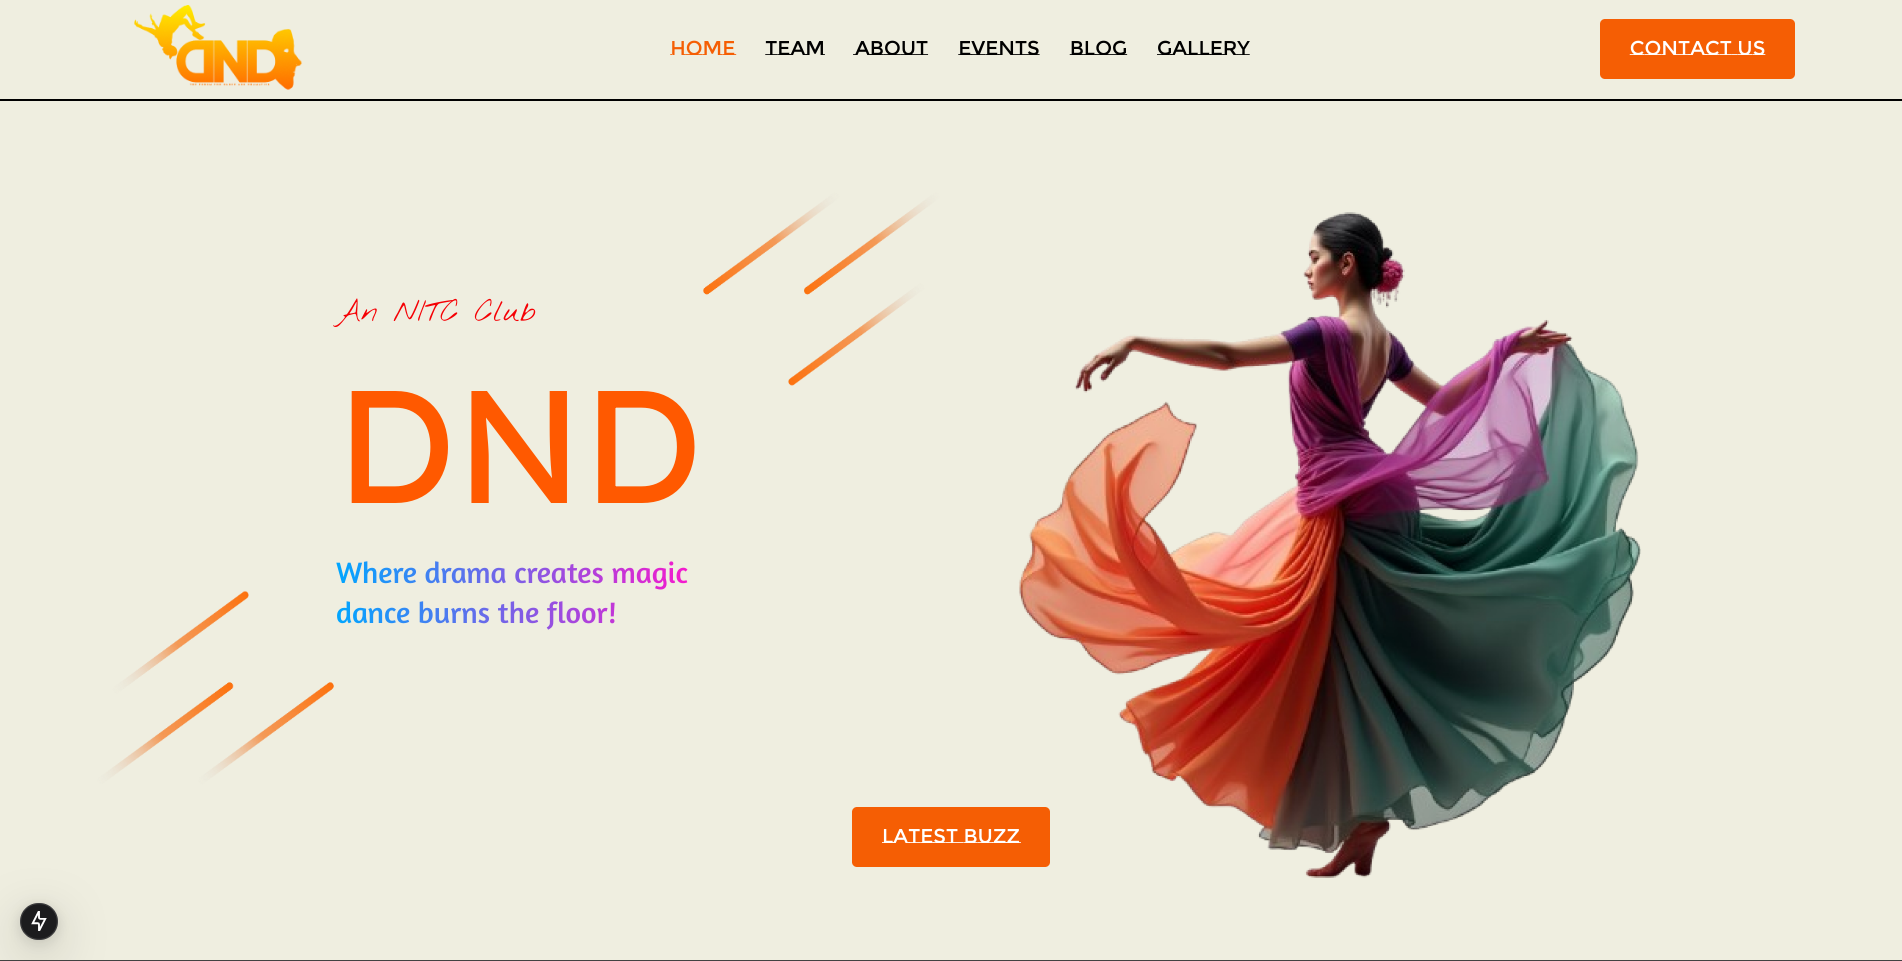 DND
HOME TEAM ABOUT EVENTS BLOG GALLERY
CONTACT US
An NITC Club
DND
Where drama creates magic
dance burns the floor!
LATEST BUZZ